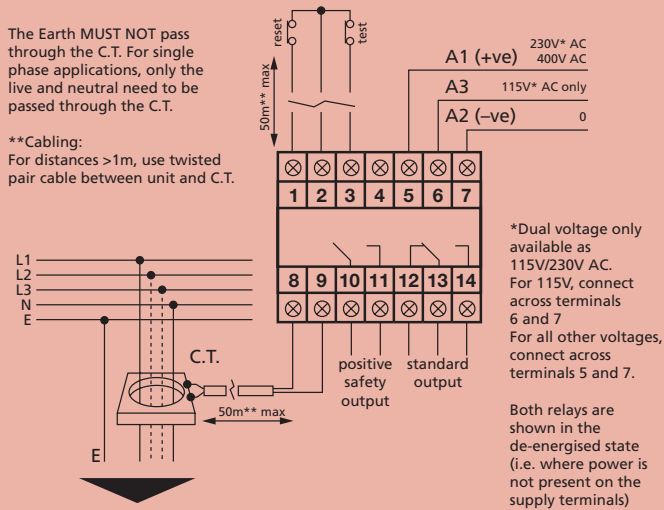 The Earth MUST NOT pass
through the C.T. For single
phase applications, only the
live and neutral need to be
passed through the C.T.
**Cabling:
For distances >1m, use twisted
pair cable between unit and C.T.
reset
test
50m** max
A1 (+ve) 230V* AC
400V AC
A3 115V* AC only
A2 (–ve) 0
1 2 3 4 5 6 7
8 9 10 11 12 13 14
L1
L2
L3
N
E
C.T.
50m** max
E
positive
safety
output
standard
output
*Dual voltage only
available as
115V/230V AC.
For 115V, connect
across terminals
6 and 7
For all other voltages,
connect across
terminals 5 and 7.
Both relays are
shown in the
de-energised state
(i.e. where power is
not present on the
supply terminals)